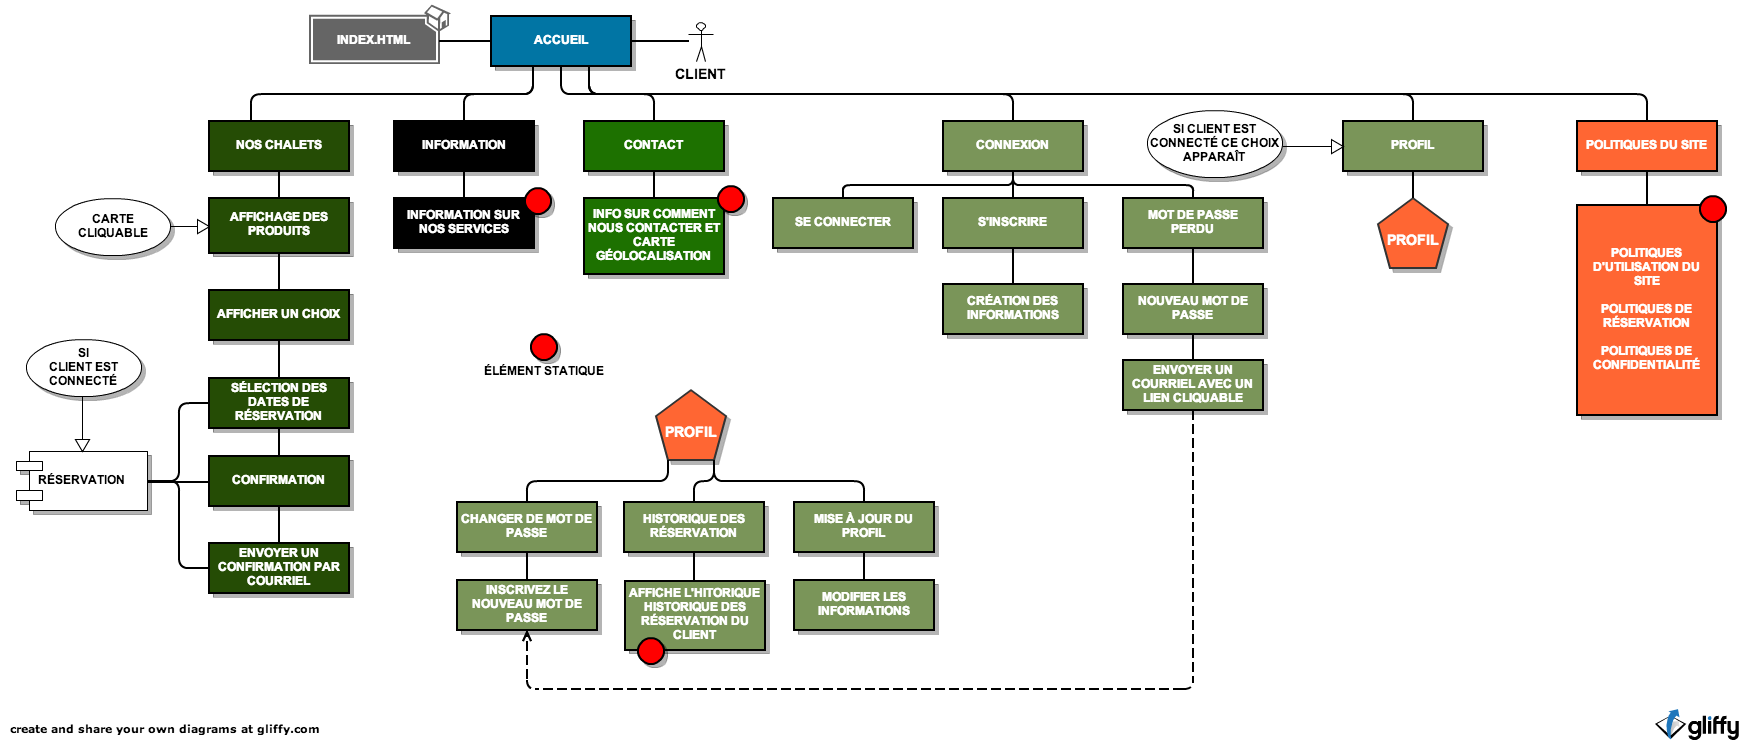 INDEX.HTML
ACCUEIL
CLIENT
NOS CHALETS
INFORMATION
CONTACT
CONNEXION
SI CLIENT EST
CONNECTÉ CE CHOIX
APPARAÎT
PROFIL
POLITIQUES DU SITE
CARTE
CLIQUABLE
AFFICHAGE DES
PRODUITS
INFORMATION SUR
NOS SERVICES
INFO SUR COMMENT
NOUS CONTACTER ET
CARTE
GÉOLOCALISATION
SE CONNECTER
S'INSCRIRE
MOT DE PASSE
PERDU
PROFIL
POLITIQUES
D'UTILISATION DU
SITE
POLITIQUES DE
RÉSERVATION
POLITIQUES DE
CONFIDENTIALITÉ
AFFICHER UN CHOIX
CRÉATION DES
INFORMATIONS
NOUVEAU MOT DE
PASSE
ÉLÉMENT STATIQUE
SI
CLIENT EST
CONNECTÉ
SÉLECTION DES
DATES DE
RÉSERVATION
ENVOYER UN
COURRIEL AVEC UN
LIEN CLIQUABLE
PROFIL
RÉSERVATION
CONFIRMATION
CHANGER DE MOT DE
PASSE
HISTORIQUE DES
RÉSERVATION
MISE À JOUR DU
PROFIL
ENVOYER UN
CONFIRMATION PAR
COURRIEL
INSCRIVEZ LE
NOUVEAU MOT DE
PASSE
AFFICHE L'HITORIQUE
HISTORIQUE DES
RÉSERVATION DU
CLIENT
MODIFIER LES
INFORMATIONS
create and share your own diagrams at gliffy.com
gliffy